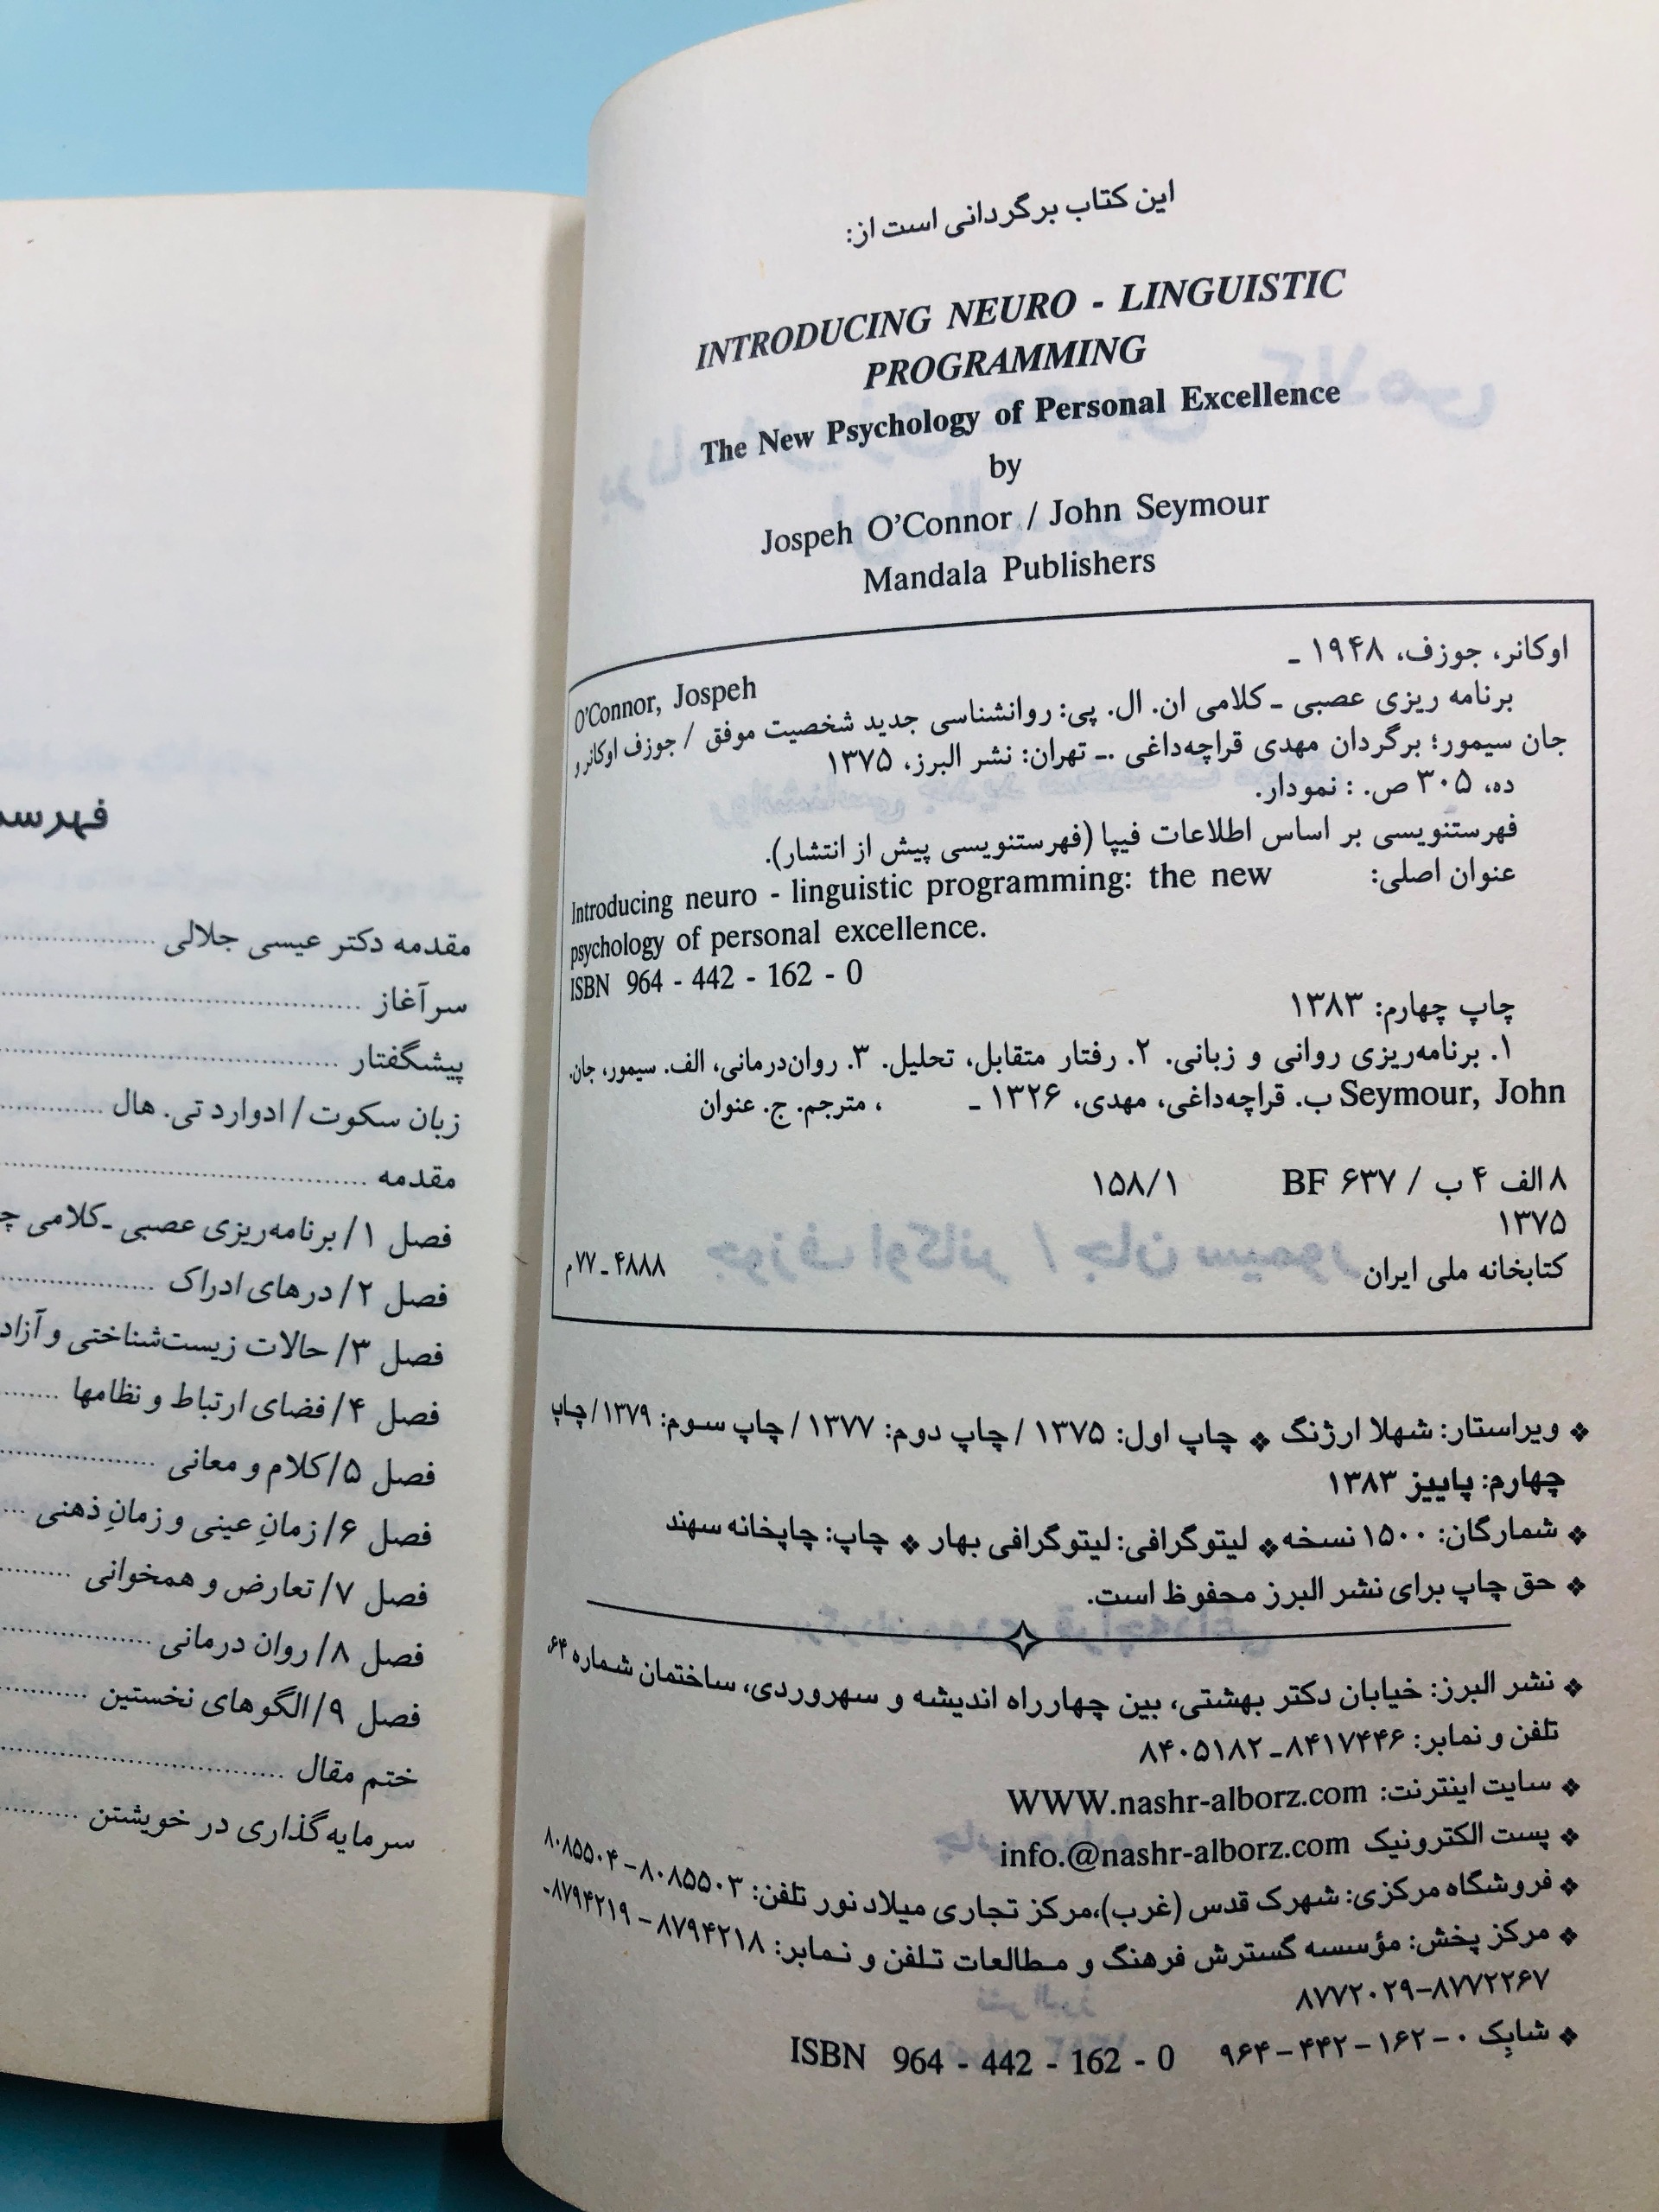 این کتاب برگردانی است از:
INTRODUCING NEURO - LINGUISTIC
PROGRAMMING
The New Psychology of Personal Excellence
by
Jospeh O'Connor / John Seymour
Mandala Publishers
اوکانر، جوزف، ۱۹۴۸ ـ
O'Connor, Jospeh
برنامه ریزی عصبی ـ کلامی ان. ال. پی: روانشناسی جدید شخصیت موفق / جوزف اوکانر و
جان سیمور؛ برگردان مهدی قراچه‌داغی .ـ تهران: نشر البرز، ۱۳۷۵
ده، ۳۰۵ ص. : نمودار.
فهرستنویسی بر اساس اطلاعات فیپا (فهرستنویسی پیش از انتشار).
عنوان اصلی: Introducing neuro - linguistic programming: the new
psychology of personal excellence.
ISBN 964 - 442 - 162 - 0
چاپ چهارم: ۱۳۸۳
۱. برنامه‌ریزی روانی و زبانی. ۲. رفتار متقابل، تحلیل. ۳. روان‌درمانی، الف. سیمور، جان.
Seymour, John ب. قراچه‌داغی، مهدی، ۱۳۲۶ ـ ، مترجم. ج. عنوان
۸ الف ۴ ب / BF ۶۳۷ ۱۵۸/۱
۱۳۷۵
کتابخانه ملی ایران ۴۸۸۸ ـ ۷۷م
❖ ویراستار: شهلا ارژنگ ❖ چاپ اول: ۱۳۷۵ / چاپ دوم: ۱۳۷۷ / چاپ سوم: ۱۳۷۹ / چاپ
چهارم: پاییز ۱۳۸۳
❖ شمارگان: ۱۵۰۰ نسخه ❖ لیتوگرافی: لیتوگرافی بهار ❖ چاپ: چاپخانه سهند
❖ حق چاپ برای نشر البرز محفوظ است.
❖ نشر البرز: خیابان دکتر بهشتی، بین چهارراه اندیشه و سهروردی، ساختمان شماره ۶۴،
تلفن و نمابر: ۸۴۱۷۴۴۶ ـ ۸۴۰۵۱۸۲
❖ سایت اینترنت: WWW.nashr-alborz.com
❖ پست الکترونیک info.@nashr-alborz.com
❖ فروشگاه مرکزی: شهرک قدس (غرب)،مرکز تجاری میلاد نور تلفن: ۸۰۸۵۵۰۳ – ۸۰۸۵۵۰۴
❖ مرکز پخش: مؤسسه گسترش فرهنگ و مطالعات تلفن و نمابر: ۸۷۹۴۲۱۸ – ۸۷۹۴۲۱۹-
۸۷۷۲۲۶۷–۸۷۷۲۰۲۹
❖ شابک ۰ – ۱۶۲ – ۴۴۲ – ۹۶۴ ISBN 964 - 442 - 162 - 0
مقدمه دکتر عیسی جلالی
سرآغاز
پیشگفتار
زبان سکوت / ادوارد تی. هال
مقدمه
فصل ۱/ برنامه‌ریزی عصبی ـ کلامی
فصل ۲/ درهای ادراک
فصل ۳/ حالات زیست‌شناختی و
فصل ۴/ فضای ارتباط و نظامها
فصل ۵/ کلام و معانی
فصل ۶/ زمانِ عینی و زمانِ ذهنی
فصل ۷/ تعارض و همخوانی
فصل ۸/ روان درمانی
فصل ۹/ الگوهای نخستین
ختم مقال
سرمایه‌گذاری در خویشتن